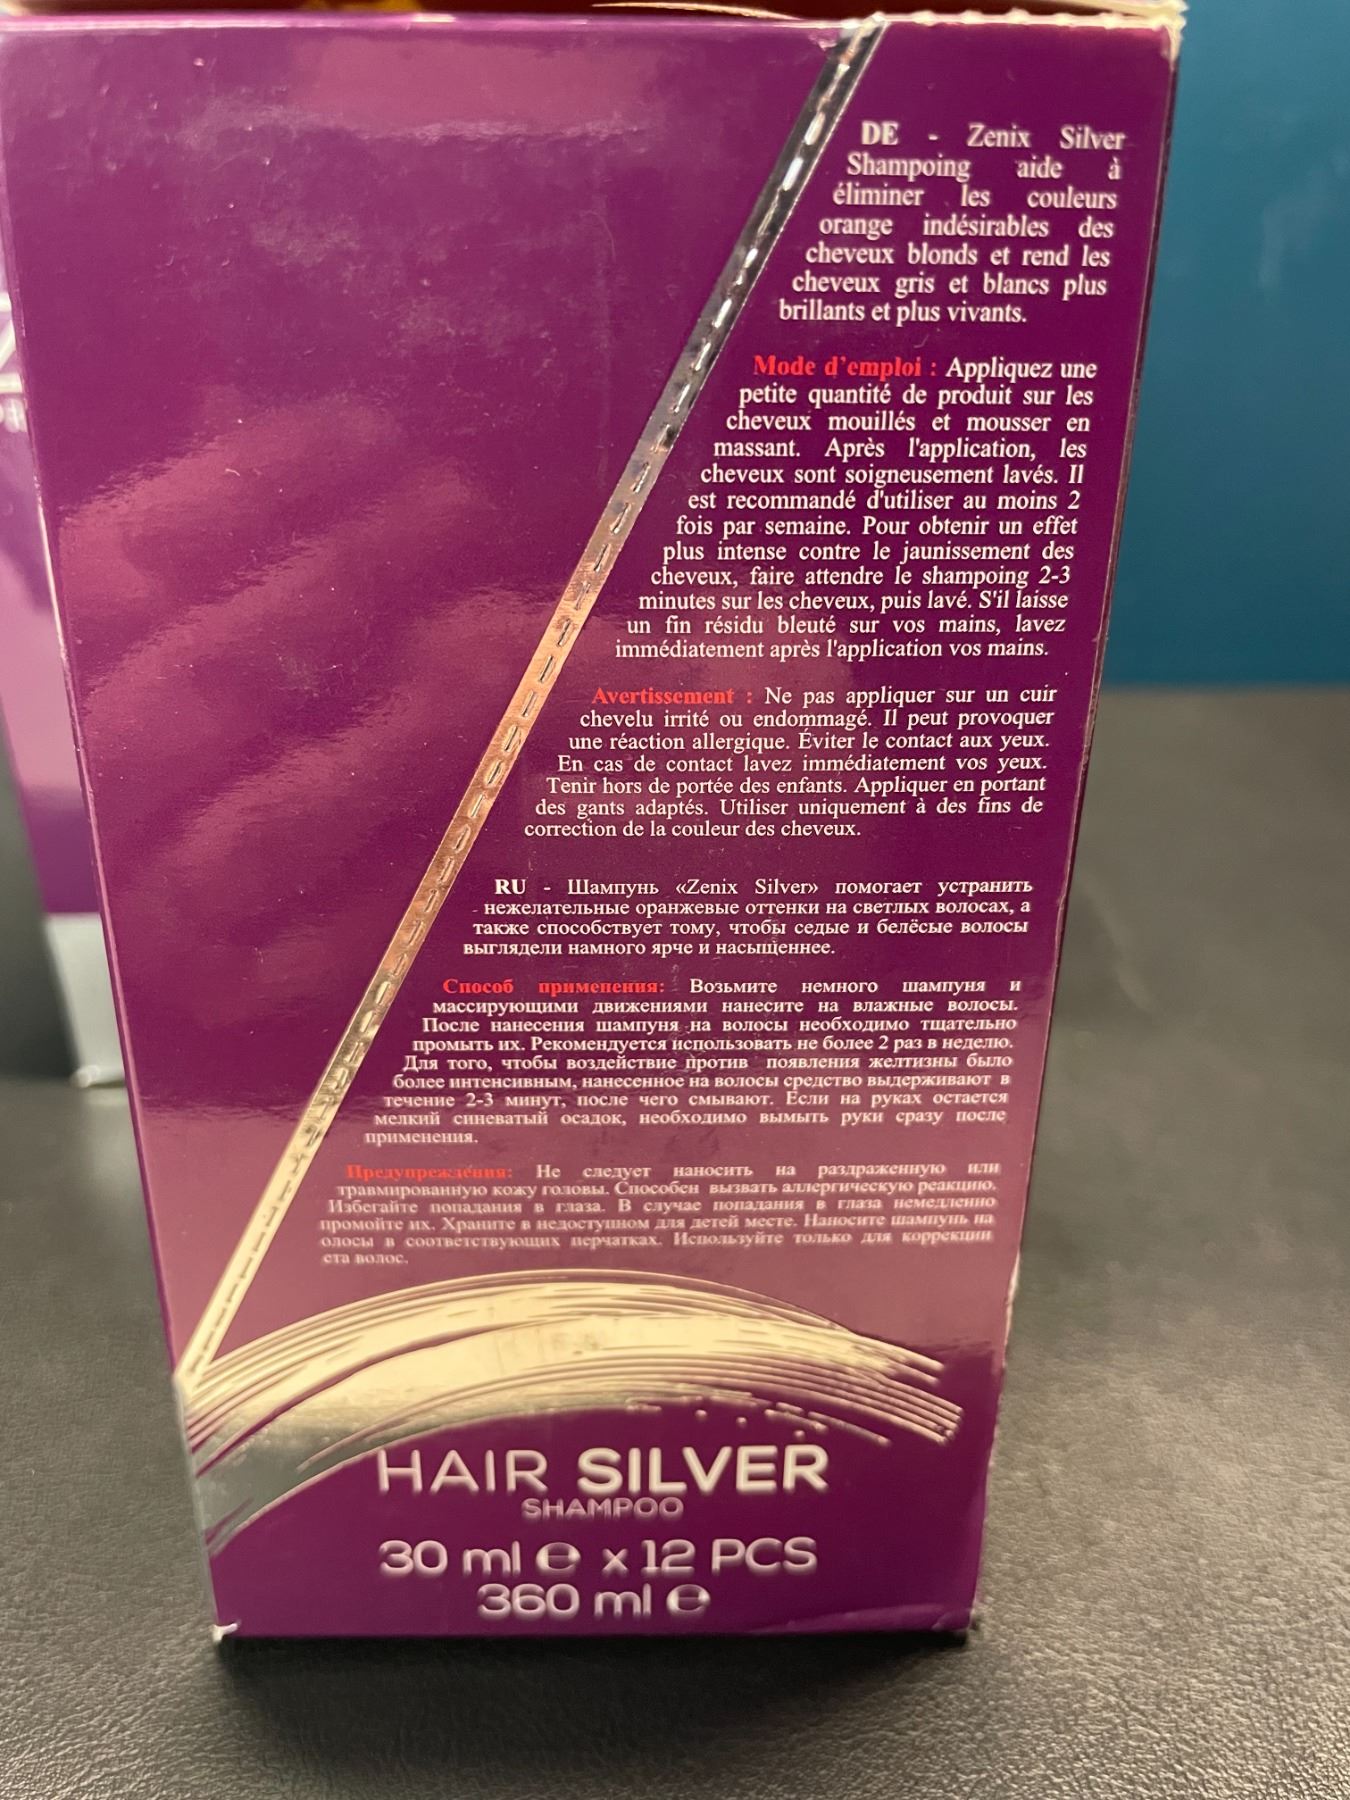 DE - Zenix Silver
Shampoing aide à
éliminer les couleurs
orange indésirables des
cheveux blonds et rend les
cheveux gris et blancs plus
brillants et plus vivants.
Mode d'emploi : Appliquez une
petite quantité de produit sur les
cheveux mouillés et mousser en
massant. Après l'application, les
cheveux sont soigneusement lavés. Il
est recommandé d'utiliser au moins 2
fois par semaine. Pour obtenir un effet
plus intense contre le jaunissement des
cheveux, faire attendre le shampoing 2-3
minutes sur les cheveux, puis lavé. S'il laisse
un fin résidu bleuté sur vos mains, lavez
immédiatement après l'application vos mains.
Avertissement : Ne pas appliquer sur un cuir
chevelu irrité ou endommagé. Il peut provoquer
une réaction allergique. Éviter le contact aux yeux.
En cas de contact lavez immédiatement vos yeux.
Tenir hors de portée des enfants. Appliquer en portant
des gants adaptés. Utiliser uniquement à des fins de
correction de la couleur des cheveux.
RU - Шампунь «Zenix Silver» помогает устранить
нежелательные оранжевые оттенки на светлых волосах, а
также способствует тому, чтобы седые и белёсые волосы
выглядели намного ярче и насыщеннее.
Способ применения: Возьмите немного шампуня и
массирующими движениями нанесите на влажные волосы.
После нанесения шампуня на волосы необходимо тщательно
промыть их. Рекомендуется использовать не более 2 раз в неделю.
Для того, чтобы воздействие против появления желтизны было
более интенсивным, нанесенное на волосы средство выдерживают в
течение 2-3 минут, после чего смывают. Если на руках остается
мелкий синеватый осадок, необходимо вымыть руки сразу после
применения.
Предупреждения: Не следует наносить на раздраженную или
травмированную кожу головы. Способен вызвать аллергическую реакцию.
Избегайте попадания в глаза. В случае попадания в глаза немедленно
промойте их. Храните в недоступном для детей месте. Наносите шампунь на
олосы в соответствующих перчатках. Используйте только для коррекции
ета волос.
HAIR SILVER
SHAMPOO
30 ml ℮ x 12 PCS
360 ml ℮